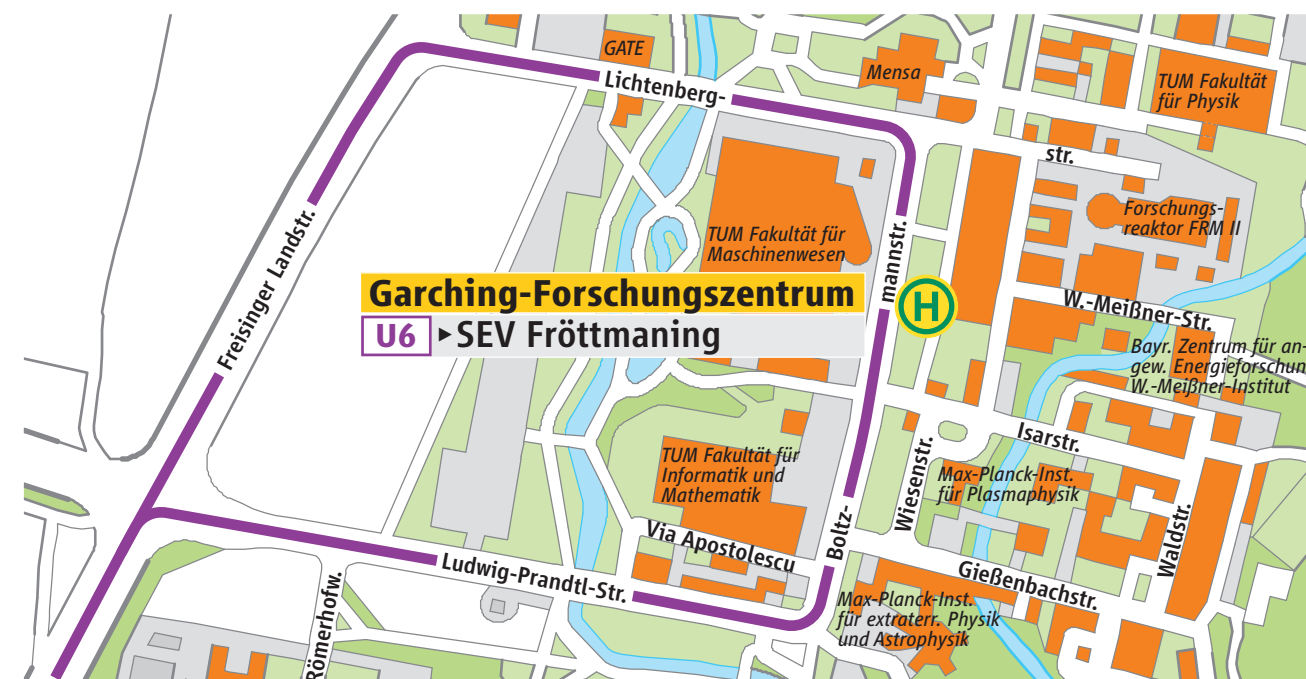 GATE
Lichtenberg-
Mensa
TUM Fakultät
für Physik
str.
Forschungs-
reaktor FRM II
TUM Fakultät für
Maschinenwesen
mannstr.
Freisinger Landstr.
Garching-Forschungszentrum
H
U6 ▸SEV Fröttmaning
W.-Meißner-Str.
Bayr. Zentrum für an-
gew. Energieforschun
W.-Meißner-Institut
Isarstr.
TUM Fakultät für
Informatik und
Mathematik
Wiesenstr.
Max-Planck-Inst.
für Plasmaphysik
Waldstr.
Via Apostolescu
Boltz-
Ludwig-Prandtl-Str.
Gießenbachstr.
Römerhofw.
Max-Planck-Inst.
für extraterr. Physik
und Astrophysik